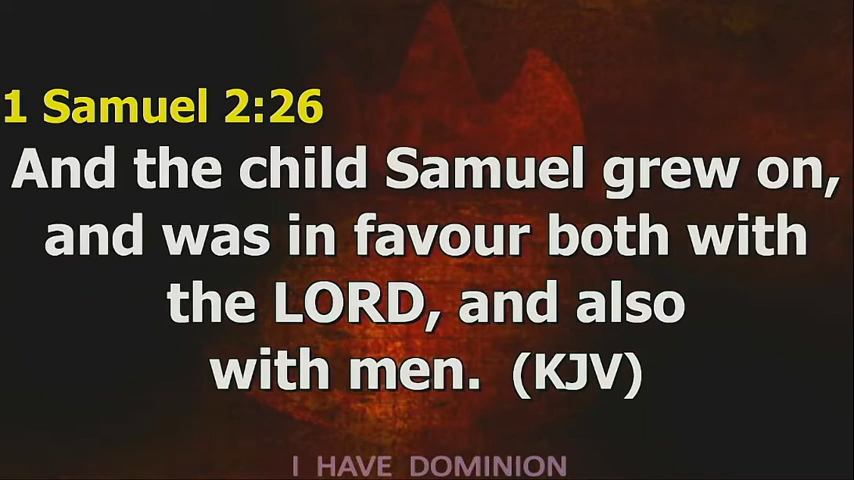 1 Samuel 2:26
And the child Samuel grew on,
and was in favour both with
the LORD, and also
with men. (KJV)
I HAVE DOMINION